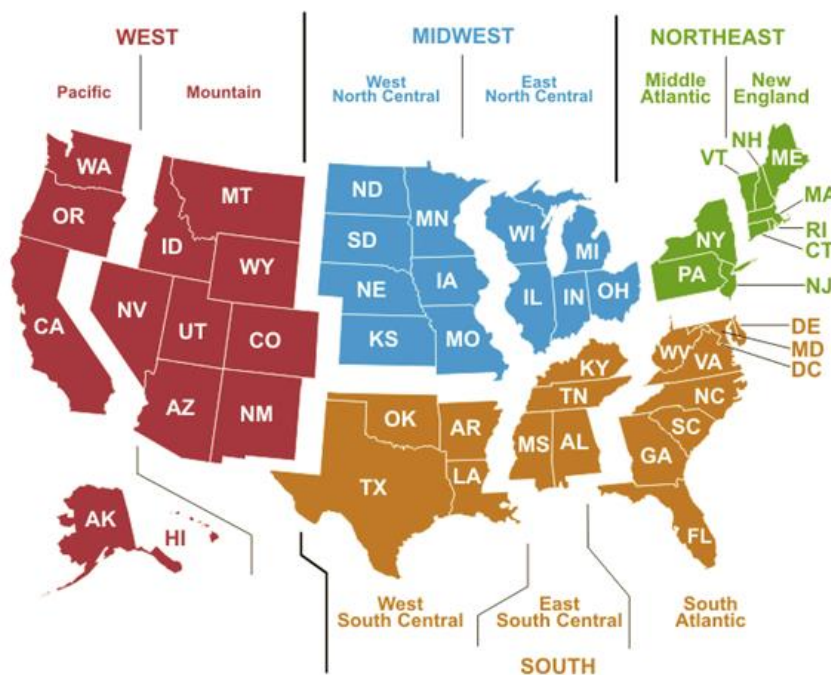 WEST
MIDWEST
NORTHEAST
Pacific
Mountain
West
North Central
East
North Central
Middle
Atlantic
New
England
WA
OR
CA
NV
ID
MT
WY
UT
CO
AZ
NM
AK
HI
ND
SD
NE
KS
MN
IA
MO
WI
MI
IL
IN
OH
NH
VT
ME
MA
RI
CT
NY
PA
NJ
DE
MD
DC
WV
VA
KY
TN
NC
SC
OK
AR
MS
AL
GA
TX
LA
FL
West
South Central
East
South Central
South
Atlantic
SOUTH